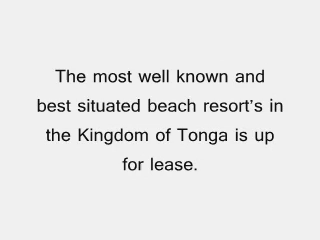 The most well known and
best situated beach resort's in
the Kingdom of Tonga is up
for lease.